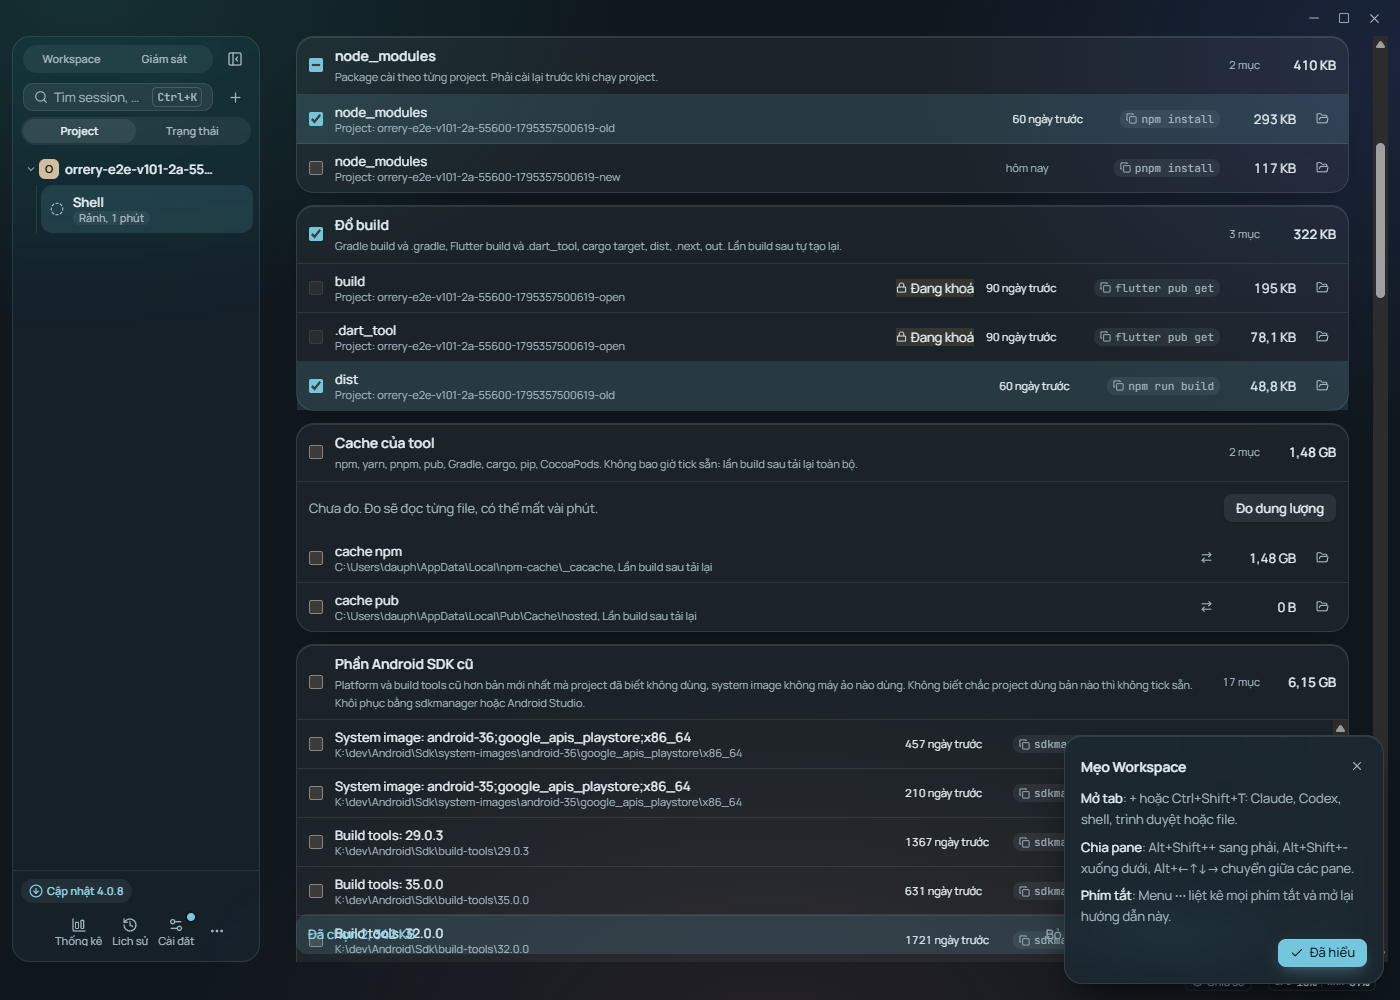 Workspace
Giám sát
Tìm session, ...
Ctrl+K
Project
Trạng thái
O
orrery-e2e-v101-2a-55...
Shell
Rảnh, 1 phút
Cập nhật 4.0.8
Thống kê
Lịch sử
Cài đặt
node_modules
Package cài theo từng project. Phải cài lại trước khi chạy project.
2 mục
410 KB
node_modules
Project: orrery-e2e-v101-2a-55600-1795357500619-old
60 ngày trước
npm install
293 KB
node_modules
Project: orrery-e2e-v101-2a-55600-1795357500619-new
hôm nay
pnpm install
117 KB
Đồ build
Gradle build và .gradle, Flutter build và .dart_tool, cargo target, dist, .next, out. Lần build sau tự tạo lại.
3 mục
322 KB
build
Project: orrery-e2e-v101-2a-55600-1795357500619-open
Đang khoá
90 ngày trước
flutter pub get
195 KB
.dart_tool
Project: orrery-e2e-v101-2a-55600-1795357500619-open
Đang khoá
90 ngày trước
flutter pub get
78,1 KB
dist
Project: orrery-e2e-v101-2a-55600-1795357500619-old
60 ngày trước
npm run build
48,8 KB
Cache của tool
npm, yarn, pnpm, pub, Gradle, cargo, pip, CocoaPods. Không bao giờ tick sẵn: lần build sau tải lại toàn bộ.
2 mục
1,48 GB
Chưa đo. Đo sẽ đọc từng file, có thể mất vài phút.
Đo dung lượng
cache npm
C:\Users\dauph\AppData\Local\npm-cache\_cacache, Lần build sau tải lại
1,48 GB
cache pub
C:\Users\dauph\AppData\Local\Pub\Cache\hosted, Lần build sau tải lại
0 B
Phần Android SDK cũ
Platform và build tools cũ hơn bản mới nhất mà project đã biết không dùng, system image không máy ảo nào dùng. Không biết chắc project dùng bản nào thì không tick sẵn.
Khôi phục bằng sdkmanager hoặc Android Studio.
17 mục
6,15 GB
System image: android-36;google_apis_playstore;x86_64
K:\dev\Android\Sdk\system-images\android-36\google_apis_playstore\x86_64
457 ngày trước
System image: android-35;google_apis_playstore;x86_64
K:\dev\Android\Sdk\system-images\android-35\google_apis_playstore\x86_64
210 ngày trước
Build tools: 29.0.3
K:\dev\Android\Sdk\build-tools\29.0.3
1367 ngày trước
Build tools: 35.0.0
K:\dev\Android\Sdk\build-tools\35.0.0
631 ngày trước
Build tools: 32.0.0
K:\dev\Android\Sdk\build-tools\32.0.0
1721 ngày trước
Bỏ
Mẹo Workspace
Mở tab: + hoặc Ctrl+Shift+T: Claude, Codex,
shell, trình duyệt hoặc file.
Chia pane: Alt+Shift++ sang phải, Alt+Shift+-
xuống dưới, Alt+←↑↓→ chuyển giữa các pane.
Phím tắt: Menu ··· liệt kê mọi phím tắt và mở lại
hướng dẫn này.
Đã hiểu